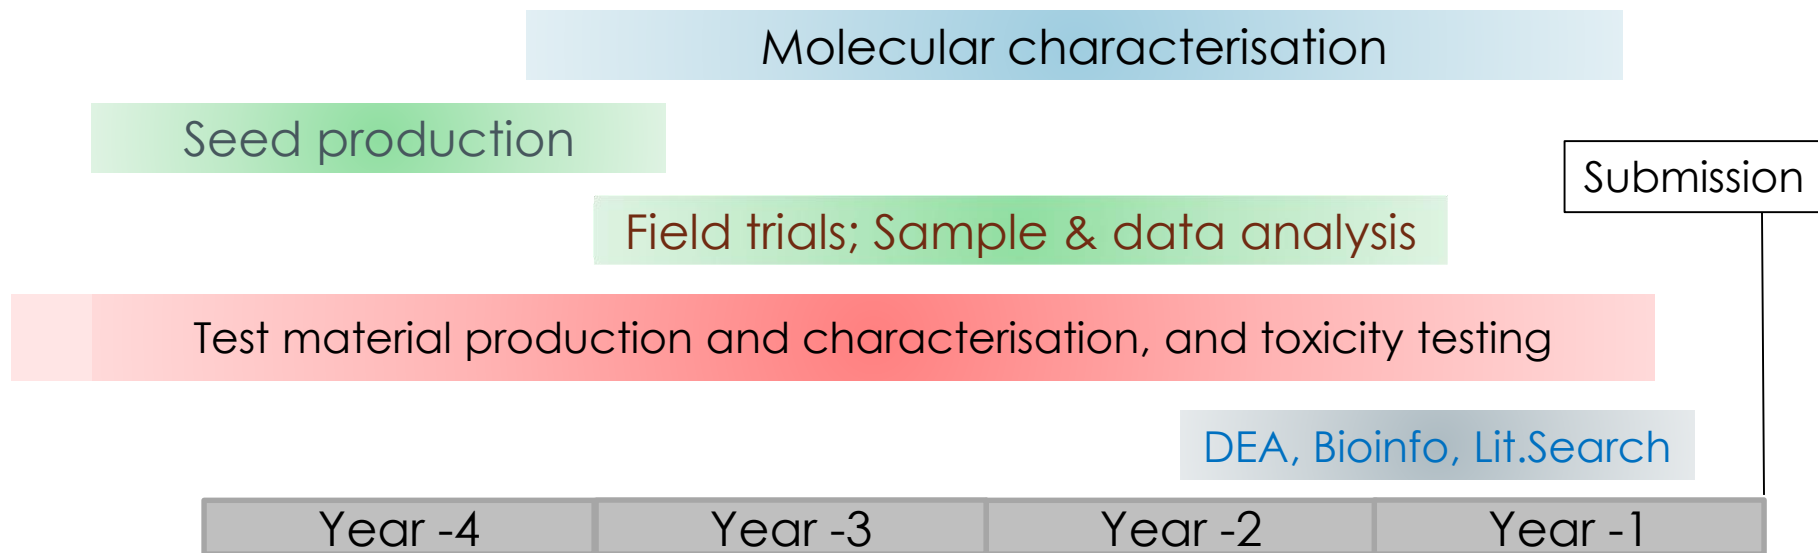 Molecular characterisation
Seed production
Submission
Field trials; Sample & data analysis
Test material production and characterisation, and toxicity testing
DEA, Bioinfo, Lit.Search
Year -4
Year -3
Year -2
Year -1